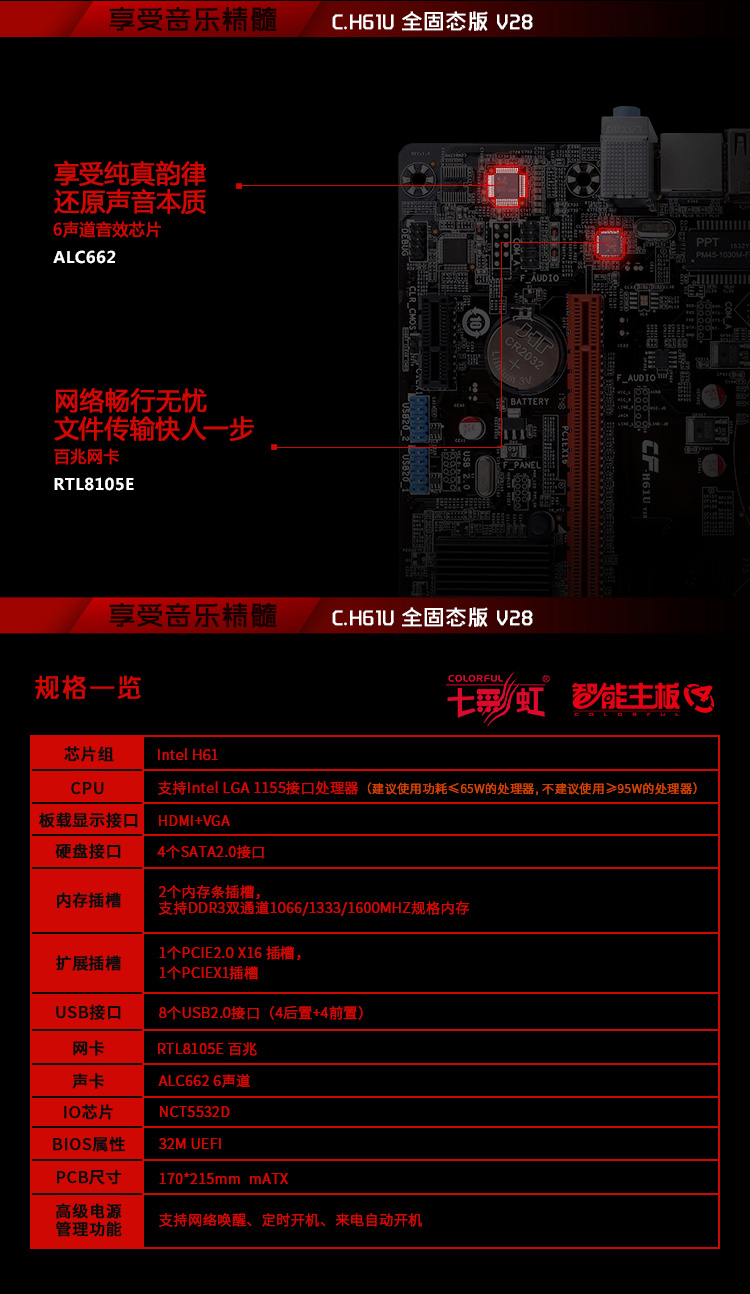 享受音乐精髓 C.H61U 全固态版 V28
享受纯真韵律
还原声音本质
6声道音效芯片
ALC662
网络畅行无忧
文件传输快人一步
百兆网卡
RTL8105E
PPT
F_AUDIO
CLR_CMOS
CR2032
BATTERY
F_AUDIO
COM_A
USB20_2
PCIEX16
USB 2.0
F_PANEL
CF H61U
享受音乐精髓 C.H61U 全固态版 V28
规格一览
COLORFUL®
七彩虹
智能主板
COLORFUL
芯片组 Intel H61
CPU 支持Intel LGA 1155接口处理器（建议使用功耗≤65W的处理器, 不建议使用≥95W的处理器）
板载显示接口 HDMI+VGA
硬盘接口 4个SATA2.0接口
内存插槽 2个内存条插槽，
支持DDR3双通道1066/1333/1600MHZ规格内存
扩展插槽 1个PCIE2.0 X16 插槽，
1个PCIEX1插槽
USB接口 8个USB2.0接口（4后置+4前置）
网卡 RTL8105E 百兆
声卡 ALC662 6声道
IO芯片 NCT5532D
BIOS属性 32M UEFI
PCB尺寸 170*215mm mATX
高级电源
管理功能 支持网络唤醒、定时开机、来电自动开机